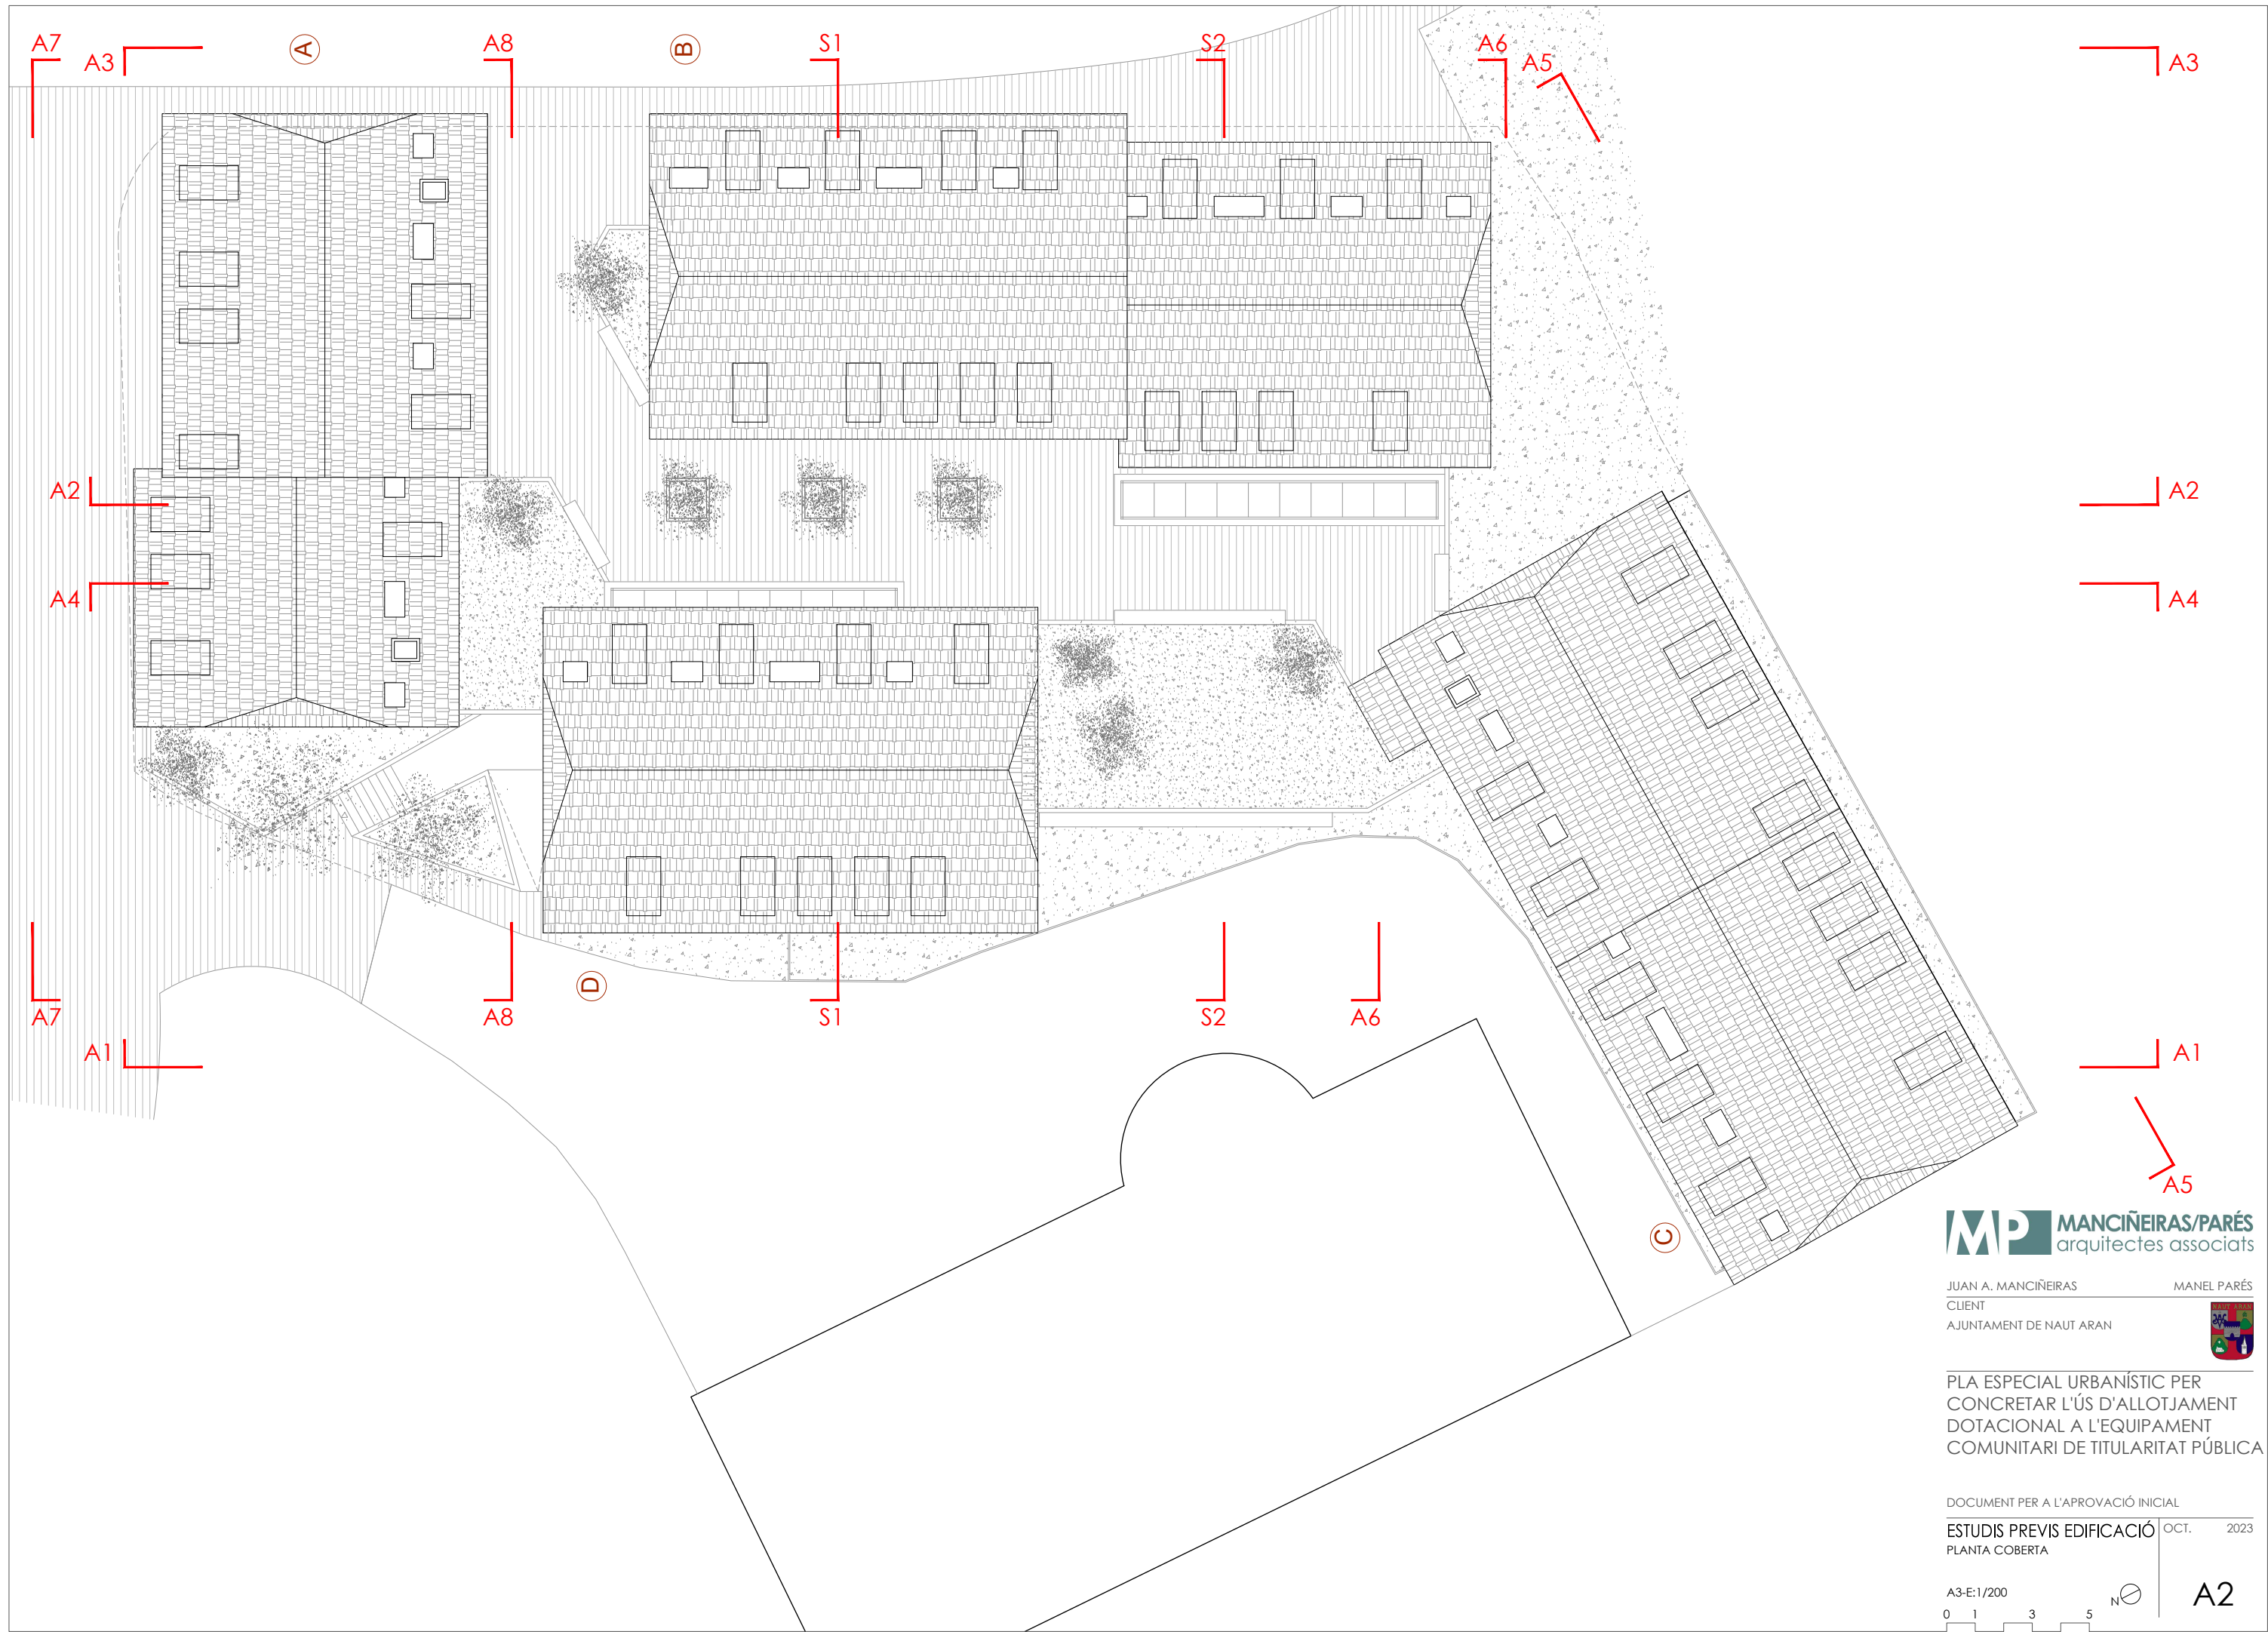 A7
A3
A
A8
B
S1
S2
A6
A5
A3
A2
A2
A4
A4
A7
A1
A8
D
S1
S2
A6
A1
A5
C
MP MANCIÑEIRAS/PARÉS
arquitectes associats
JUAN A. MANCIÑEIRAS MANEL PARÉS
CLIENT
AJUNTAMENT DE NAUT ARAN
NAUT ARAN
PLA ESPECIAL URBANÍSTIC PER
CONCRETAR L'ÚS D'ALLOTJAMENT
DOTACIONAL A L'EQUIPAMENT
COMUNITARI DE TITULARITAT PÚBLICA
DOCUMENT PER A L'APROVACIÓ INICIAL
ESTUDIS PREVIS EDIFICACIÓ OCT. 2023
PLANTA COBERTA
A3-E:1/200
N
A2
0 1 3 5